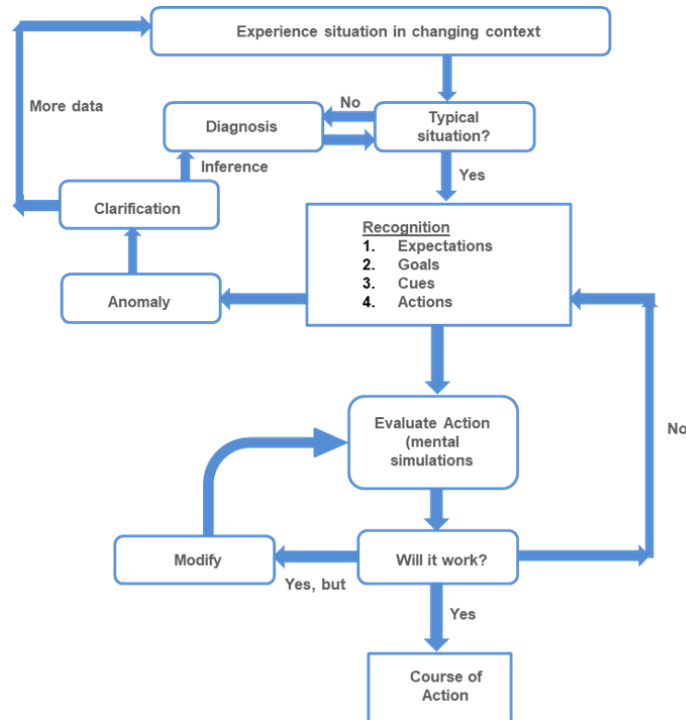 Experience situation in changing context
More data
No
Diagnosis
Typical
situation?
Inference
Yes
Clarification
Recognition
1. Expectations
2. Goals
3. Cues
4. Actions
Anomaly
Evaluate Action
(mental
simulations
No
Modify
Will it work?
Yes, but
Yes
Course of
Action